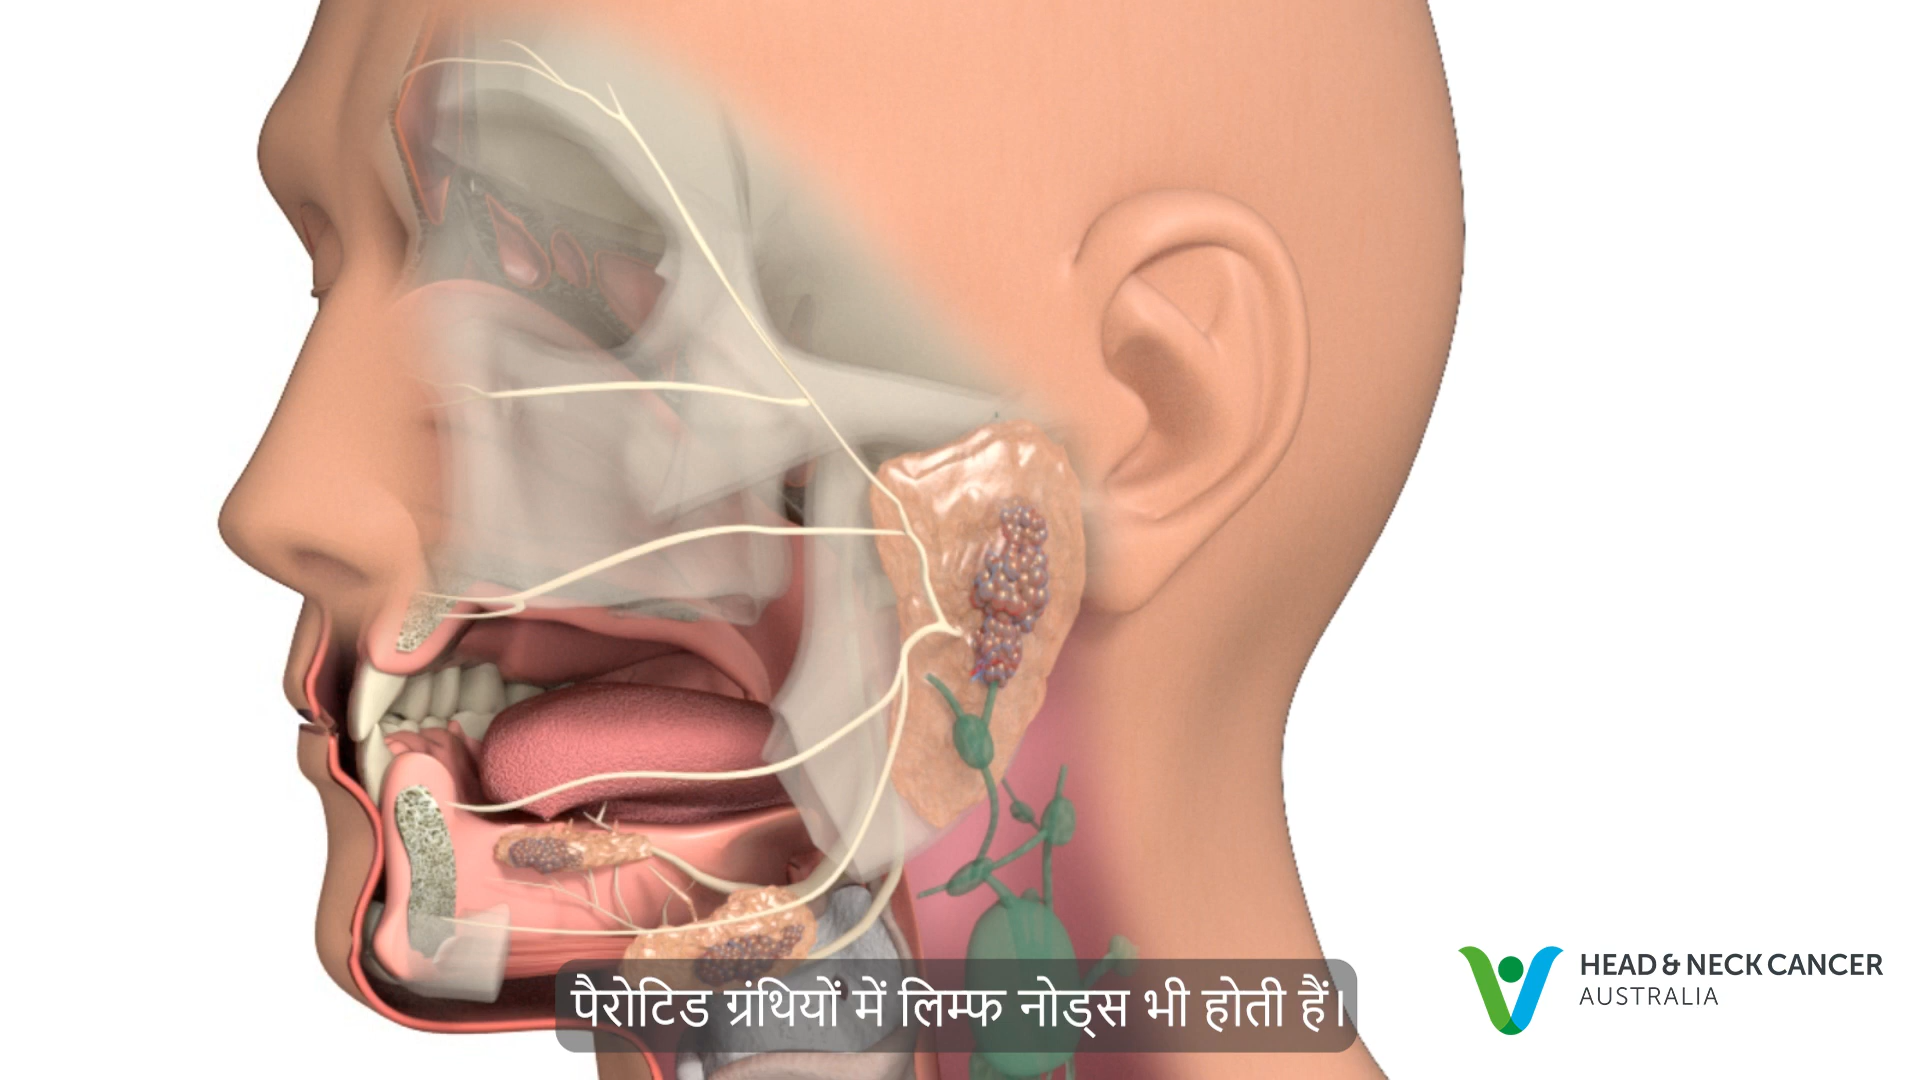 पैरोटिड ग्रंथियों में लिम्फ नोड्स भी होती हैं।
HEAD & NECK CANCER
AUSTRALIA